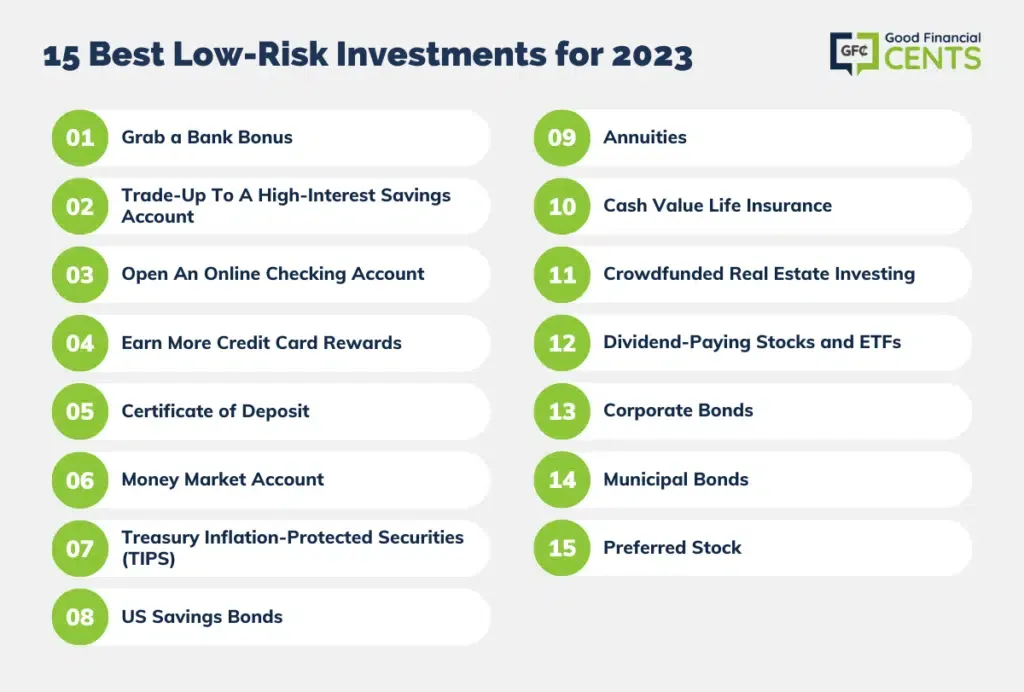 15 Best Low-Risk Investments for 2023
GFC
Good Financial
CENTS
01
Grab a Bank Bonus
02
Trade-Up To A High-Interest Savings
Account
03
Open An Online Checking Account
04
Earn More Credit Card Rewards
05
Certificate of Deposit
06
Money Market Account
07
Treasury Inflation-Protected Securities
(TIPS)
08
US Savings Bonds
09
Annuities
10
Cash Value Life Insurance
11
Crowdfunded Real Estate Investing
12
Dividend-Paying Stocks and ETFs
13
Corporate Bonds
14
Municipal Bonds
15
Preferred Stock